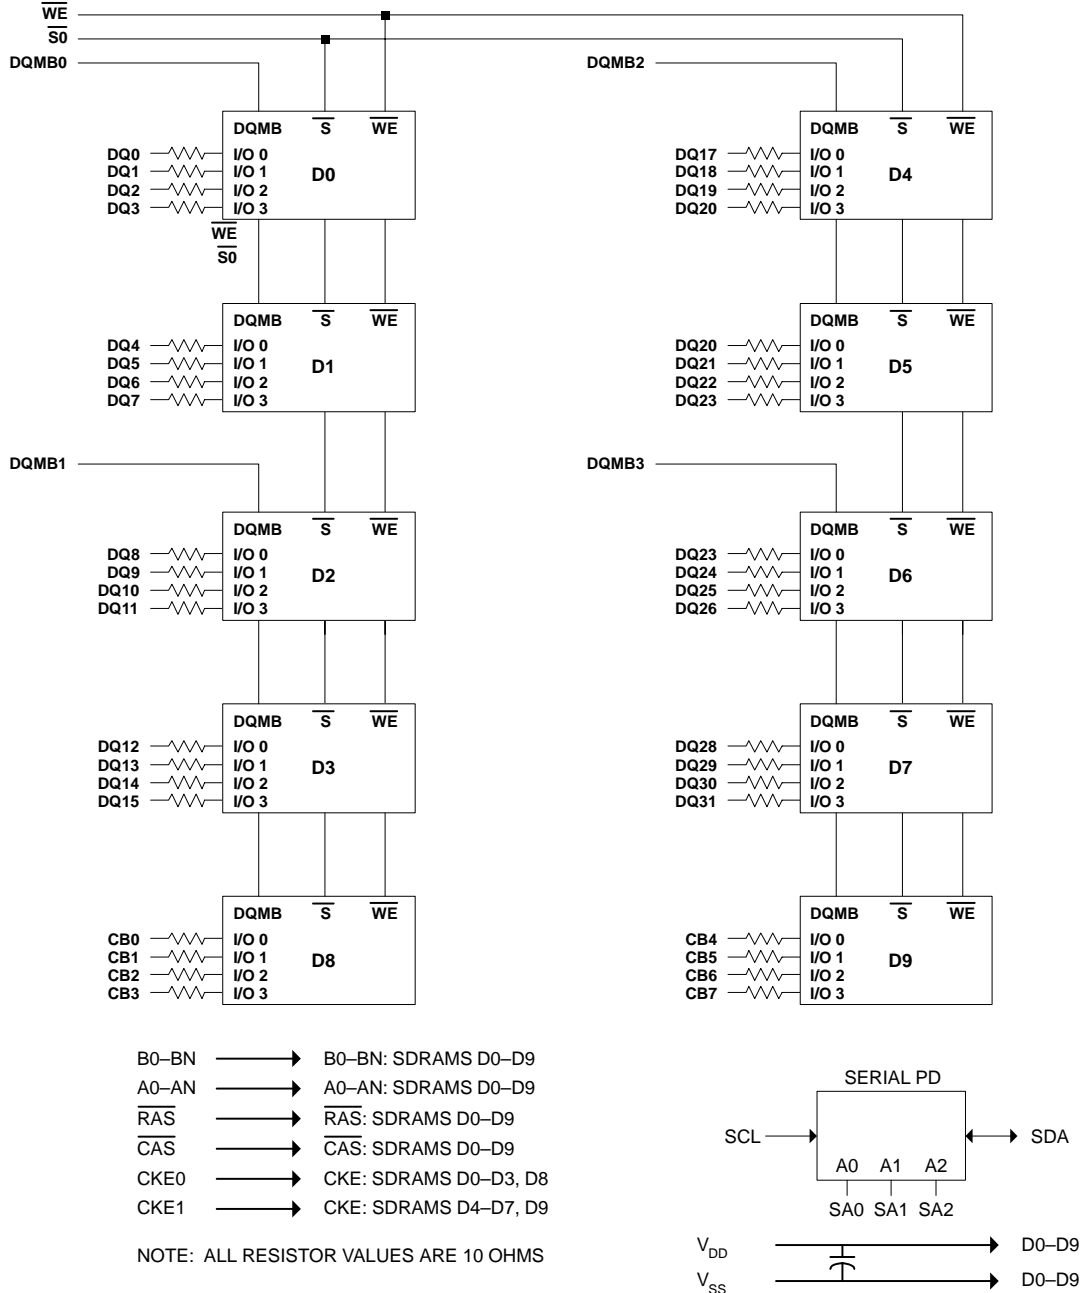 WE
S0
DQMB0
DQMB2
DQMB S WE
DQ0 I/O 0
DQ1 I/O 1
DQ2 I/O 2
DQ3 I/O 3
D0
WE
S0
DQMB S WE
DQ17 I/O 0
DQ18 I/O 1
DQ19 I/O 2
DQ20 I/O 3
D4
DQMB S WE
DQ4 I/O 0
DQ5 I/O 1
DQ6 I/O 2
DQ7 I/O 3
D1
DQMB S WE
DQ20 I/O 0
DQ21 I/O 1
DQ22 I/O 2
DQ23 I/O 3
D5
DQMB1
DQMB3
DQMB S WE
DQ8 I/O 0
DQ9 I/O 1
DQ10 I/O 2
DQ11 I/O 3
D2
DQMB S WE
DQ23 I/O 0
DQ24 I/O 1
DQ25 I/O 2
DQ26 I/O 3
D6
DQMB S WE
DQ12 I/O 0
DQ13 I/O 1
DQ14 I/O 2
DQ15 I/O 3
D3
DQMB S WE
DQ28 I/O 0
DQ29 I/O 1
DQ30 I/O 2
DQ31 I/O 3
D7
DQMB S WE
CB0 I/O 0
CB1 I/O 1
CB2 I/O 2
CB3 I/O 3
D8
DQMB S WE
CB4 I/O 0
CB5 I/O 1
CB6 I/O 2
CB7 I/O 3
D9
B0–BN B0–BN: SDRAMS D0–D9
A0–AN A0–AN: SDRAMS D0–D9
RAS RAS: SDRAMS D0–D9
CAS CAS: SDRAMS D0–D9
CKE0 CKE: SDRAMS D0–D3, D8
CKE1 CKE: SDRAMS D4–D7, D9
NOTE: ALL RESISTOR VALUES ARE 10 OHMS
SERIAL PD
SCL SDA
A0 A1 A2
SA0 SA1 SA2
VDD D0–D9
VSS D0–D9